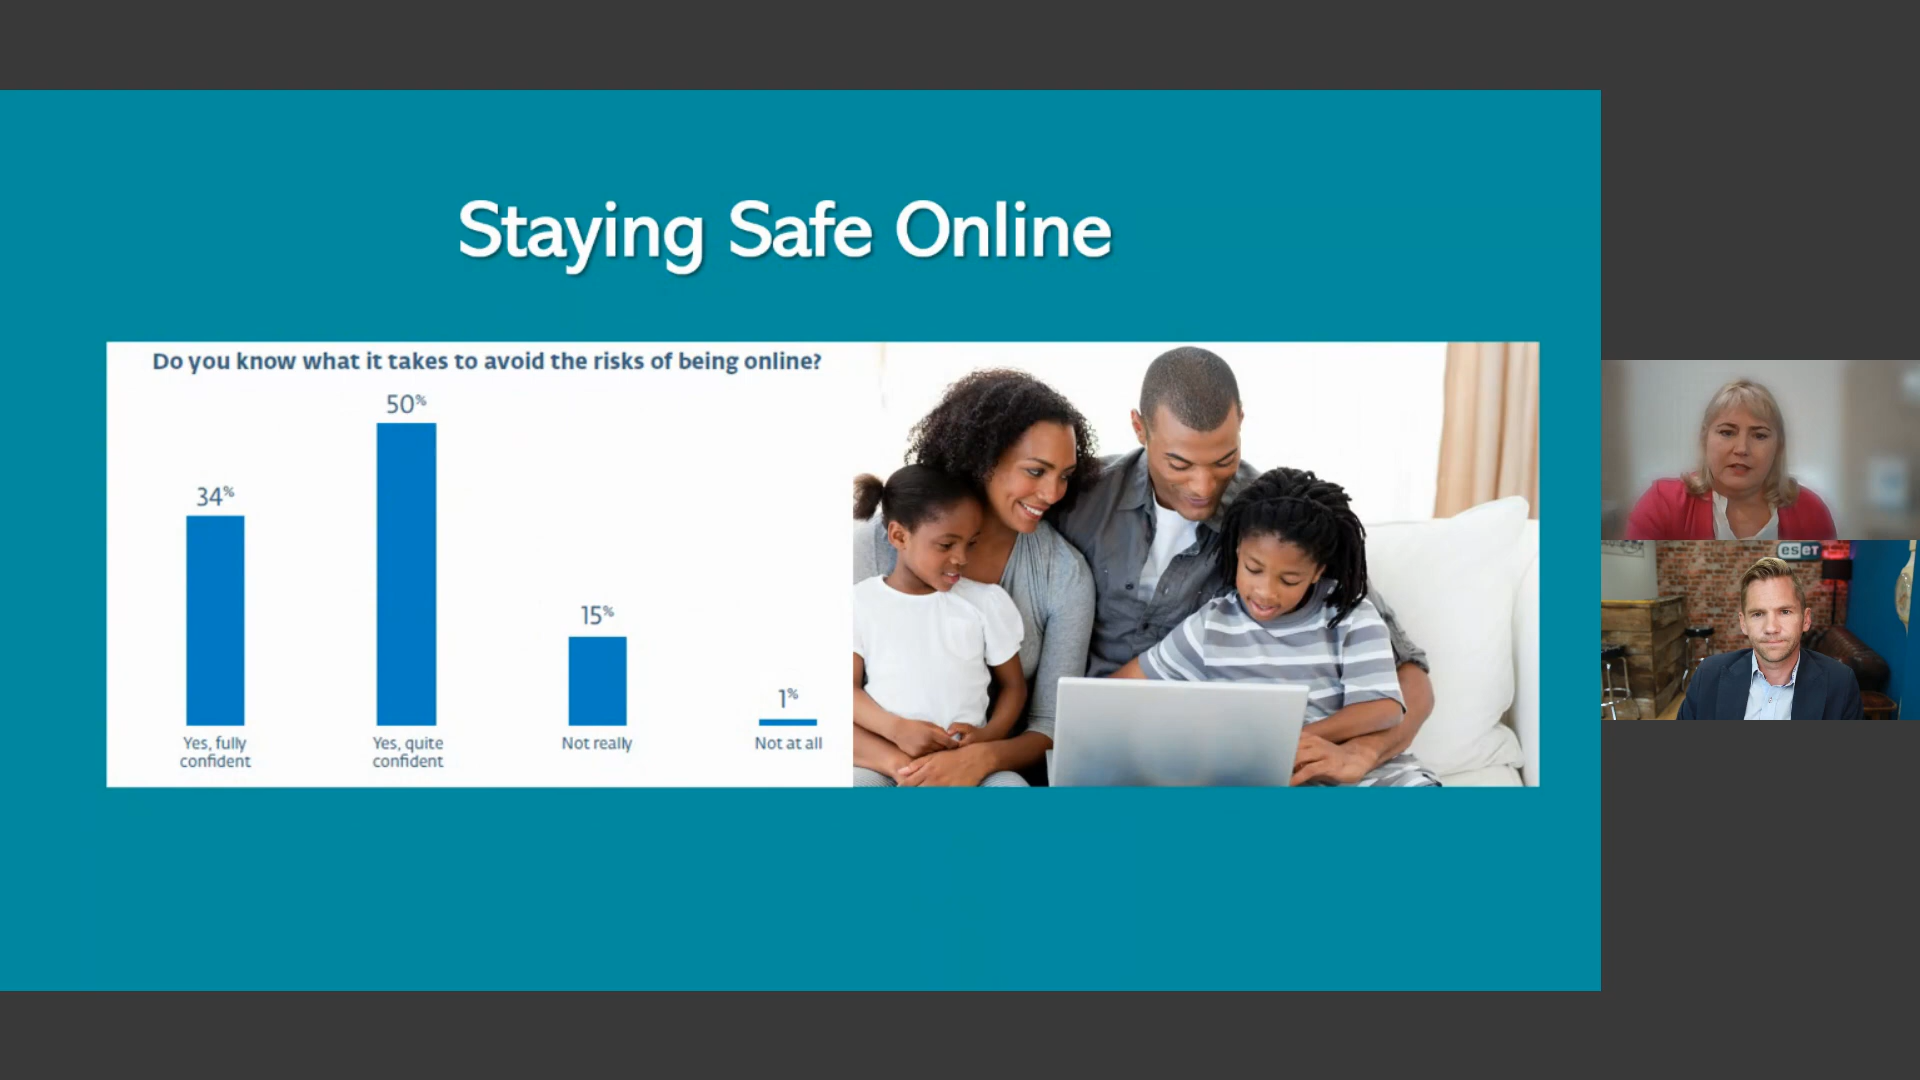 Staying Safe Online
Do you know what it takes to avoid the risks of being online?
34%
50%
15%
1%
Yes, fully
confident
Yes, quite
confident
Not really
Not at all
eseT